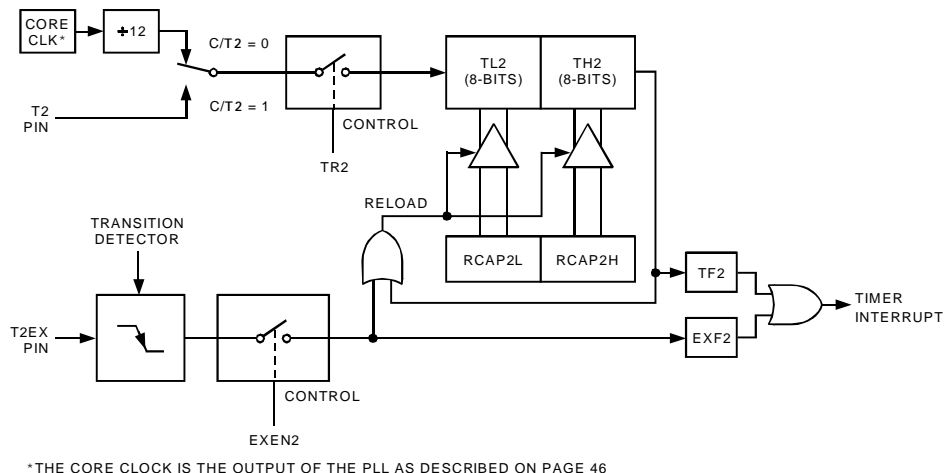 CORE
CLK*
÷12
C/T2 = 0
C/T2 = 1
T2
PIN
CONTROL
TR2
TL2
(8-BITS)
TH2
(8-BITS)
RELOAD
TRANSITION
DETECTOR
RCAP2L
RCAP2H
T2EX
PIN
CONTROL
EXEN2
TF2
EXF2
TIMER
INTERRUPT
*THE CORE CLOCK IS THE OUTPUT OF THE PLL AS DESCRIBED ON PAGE 46